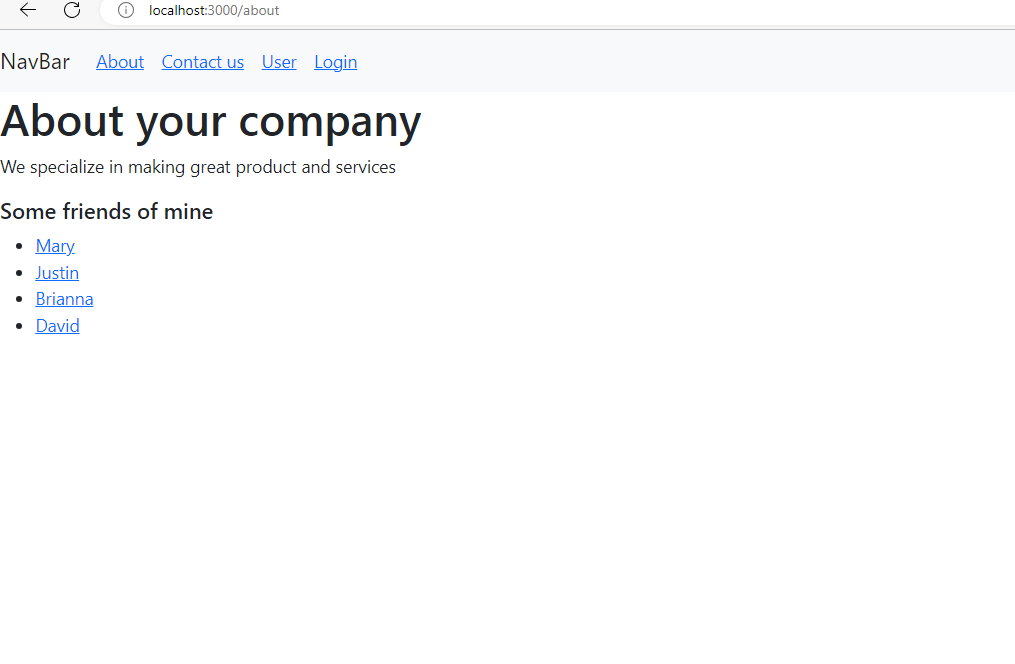 localhost:3000/about
NavBar About Contact us User Login
About your company
We specialize in making great product and services
Some friends of mine
Mary
Justin
Brianna
David